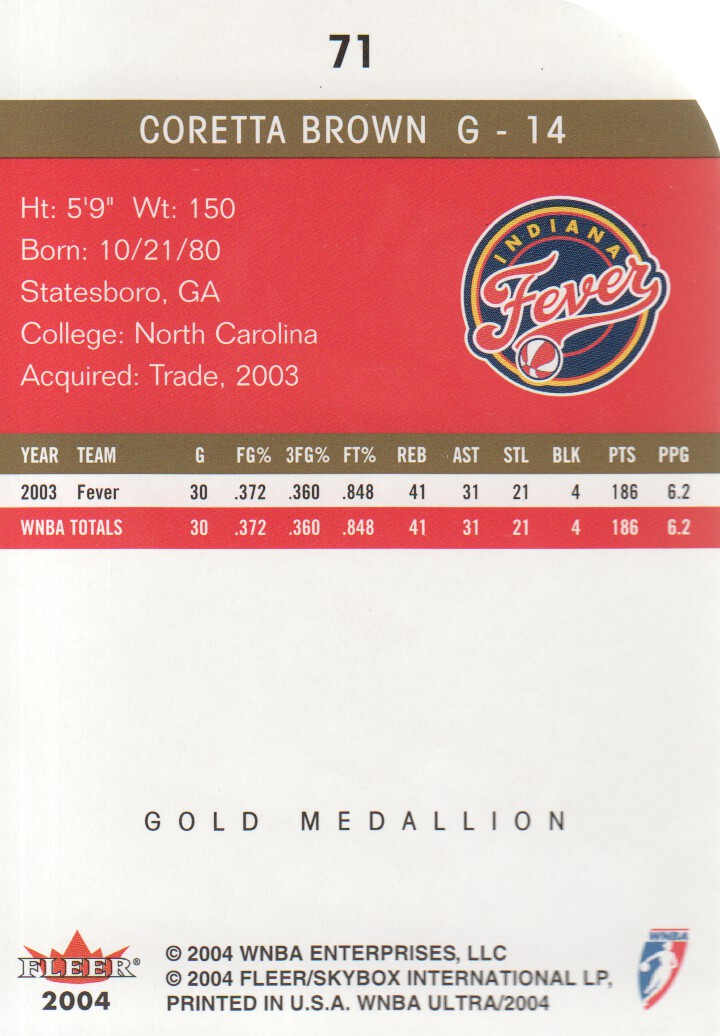 71
CORETTA BROWN G - 14
Ht: 5'9" Wt: 150
Born: 10/21/80
Statesboro, GA
College: North Carolina
Acquired: Trade, 2003
INDIANA
Fever
YEAR TEAM G FG% 3FG% FT% REB AST STL BLK PTS PPG
2003 Fever 30 .372 .360 .848 41 31 21 4 186 6.2
WNBA TOTALS 30 .372 .360 .848 41 31 21 4 186 6.2
GOLD MEDALLION
FLEER®
2004
© 2004 WNBA ENTERPRISES, LLC
© 2004 FLEER/SKYBOX INTERNATIONAL LP,
PRINTED IN U.S.A. WNBA ULTRA/2004
WNBA